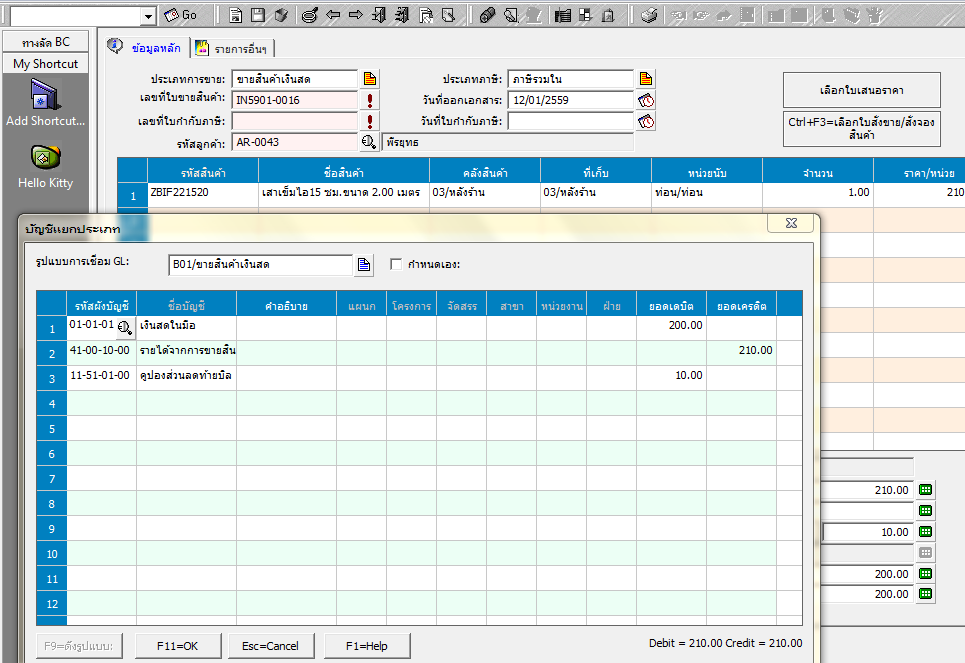 Go
ทางลัด BC
My Shortcut
Add Shortcut...
Hello Kitty
ข้อมูลหลัก รายการอื่นๆ
ประเภทการขาย: ขายสินค้าเงินสด ประเภทภาษี: ภาษีรวมใน
เลขที่ใบขายสินค้า: IN5901-0016 วันที่ออกเอกสาร: 12/01/2559
เลขที่ใบกำกับภาษี: วันที่ใบกำกับภาษี:
รหัสลูกค้า: AR-0043 พีรยุทธ
เลือกใบเสนอราคา
Ctrl+F3=เลือกใบสั่งขาย/สั่งจอง
สินค้า
รหัสสินค้า ชื่อสินค้า คลังสินค้า ที่เก็บ หน่วยนับ จำนวน ราคา/หน่วย
1 ZBIF221520 เสาเข็มไอ15 ซม.ขนาด 2.00 เมตร 03/หลังร้าน 03/หลังร้าน ท่อน/ท่อน 1.00 210
บัญชีแยกประเภท
รูปแบบการเชื่อม GL: B01/ขายสินค้าเงินสด กำหนดเอง:
รหัสผังบัญชี ชื่อบัญชี คำอธิบาย แผนก โครงการ จัดสรร สาขา หน่วยงาน ฝ่าย ยอดเดบิต ยอดเครดิต
1 01-01-01 เงินสดในมือ 200.00
2 41-00-10-00 รายได้จากการขายสิน 210.00
3 11-51-01-00 คูปองส่วนลดท้ายบิล 10.00
4
5
6
7
8
9
10
11
12
210.00
10.00
200.00
200.00
F9=ดึงรูปแบบ: F11=OK Esc=Cancel F1=Help Debit = 210.00 Credit = 210.00